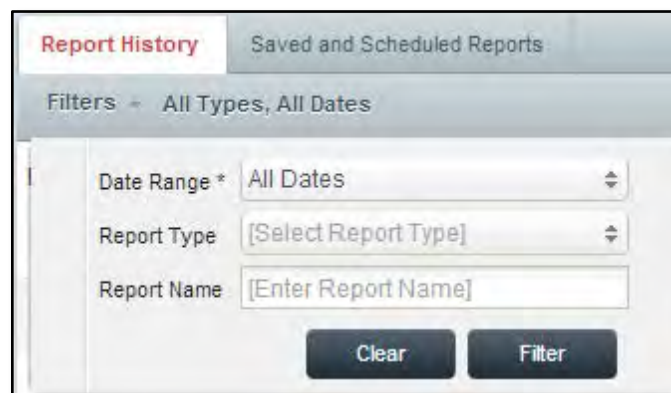 Report History Saved and Scheduled Reports
Filters - All Types, All Dates
Date Range * All Dates
Report Type [Select Report Type]
Report Name [Enter Report Name]
Clear Filter